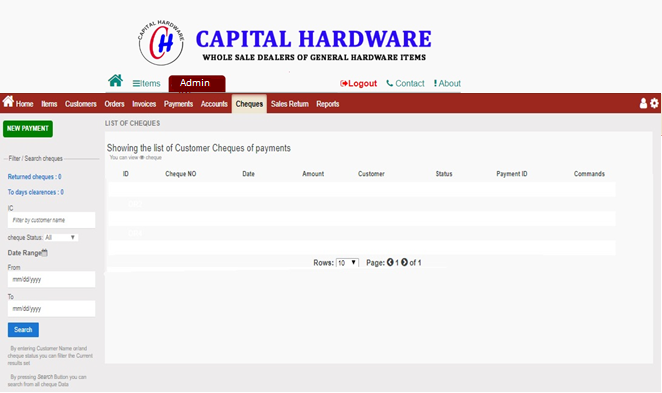 CAPITAL HARDWARE
CH
CAPITAL HARDWARE
WHOLE SALE DEALERS OF GENERAL HARDWARE ITEMS
Items Admin Logout Contact About
Home Items Customers Orders Invoices Payments Accounts Cheques Sales Return Reports
NEW PAYMENT
LIST OF CHEQUES
Filter / Search cheques
Returned cheques : 0
To days clearences : 0
IC
Filter by customer name
cheque Status: All
Date Range
From
mm/dd/yyyy
To
mm/dd/yyyy
Search
By entering Customer Name or/and
cheque status you can filter the Current
results set
By pressing Search Button you can
search from all cheque Data
Showing the list of Customer Cheques of payments
You can view cheque
ID Cheque NO Date Amount Customer Status Payment ID Commands
Rows: 10 Page: 1 of 1